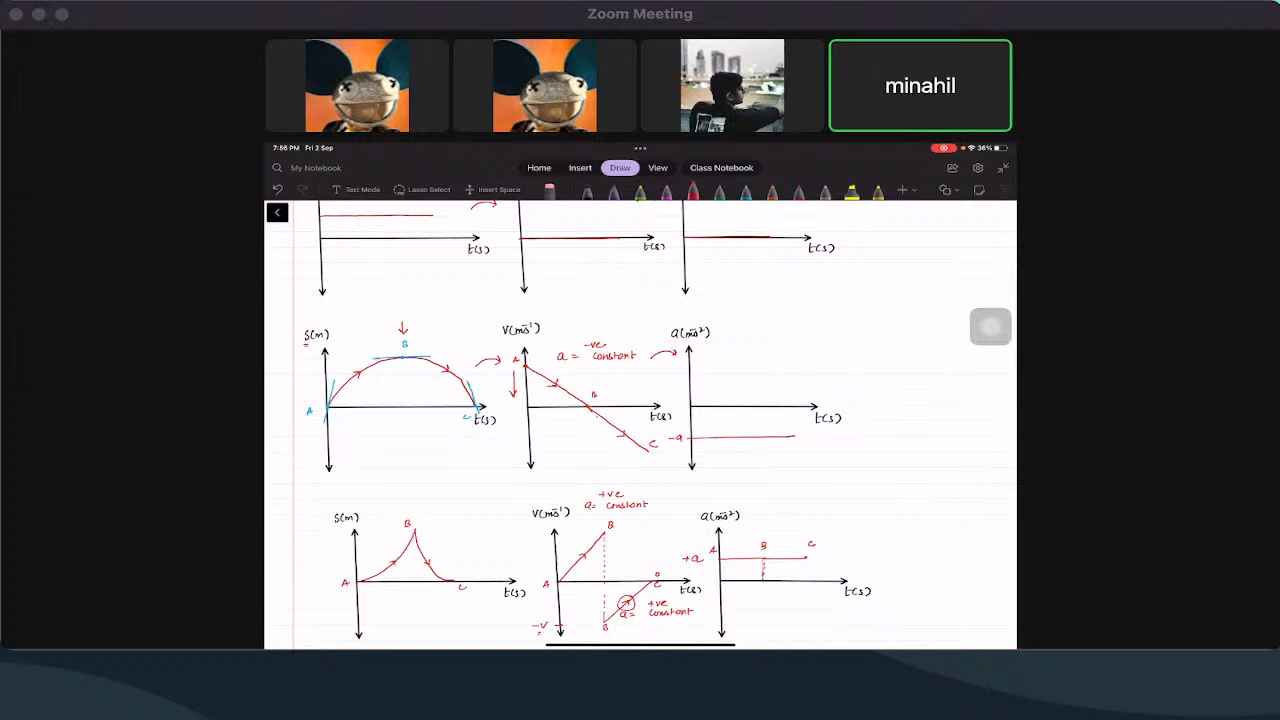 Zoom Meeting
minahil
7:56 PM Fri 2 Sep
36%
My Notebook
Home Insert Draw View Class Notebook
Text Mode Lasso Select Insert Space
t(s) t(s) t(s)
S(m) V(ms⁻¹) a(ms⁻²)
B A a = -ve constant
A C t(s) B t(s) C -a t(s)
+ve
a = constant
S(m) V(ms⁻¹) a(ms⁻²)
B B A B C
+a
A C t(s) A C t(s) t(s)
+ve
a = constant
-V B